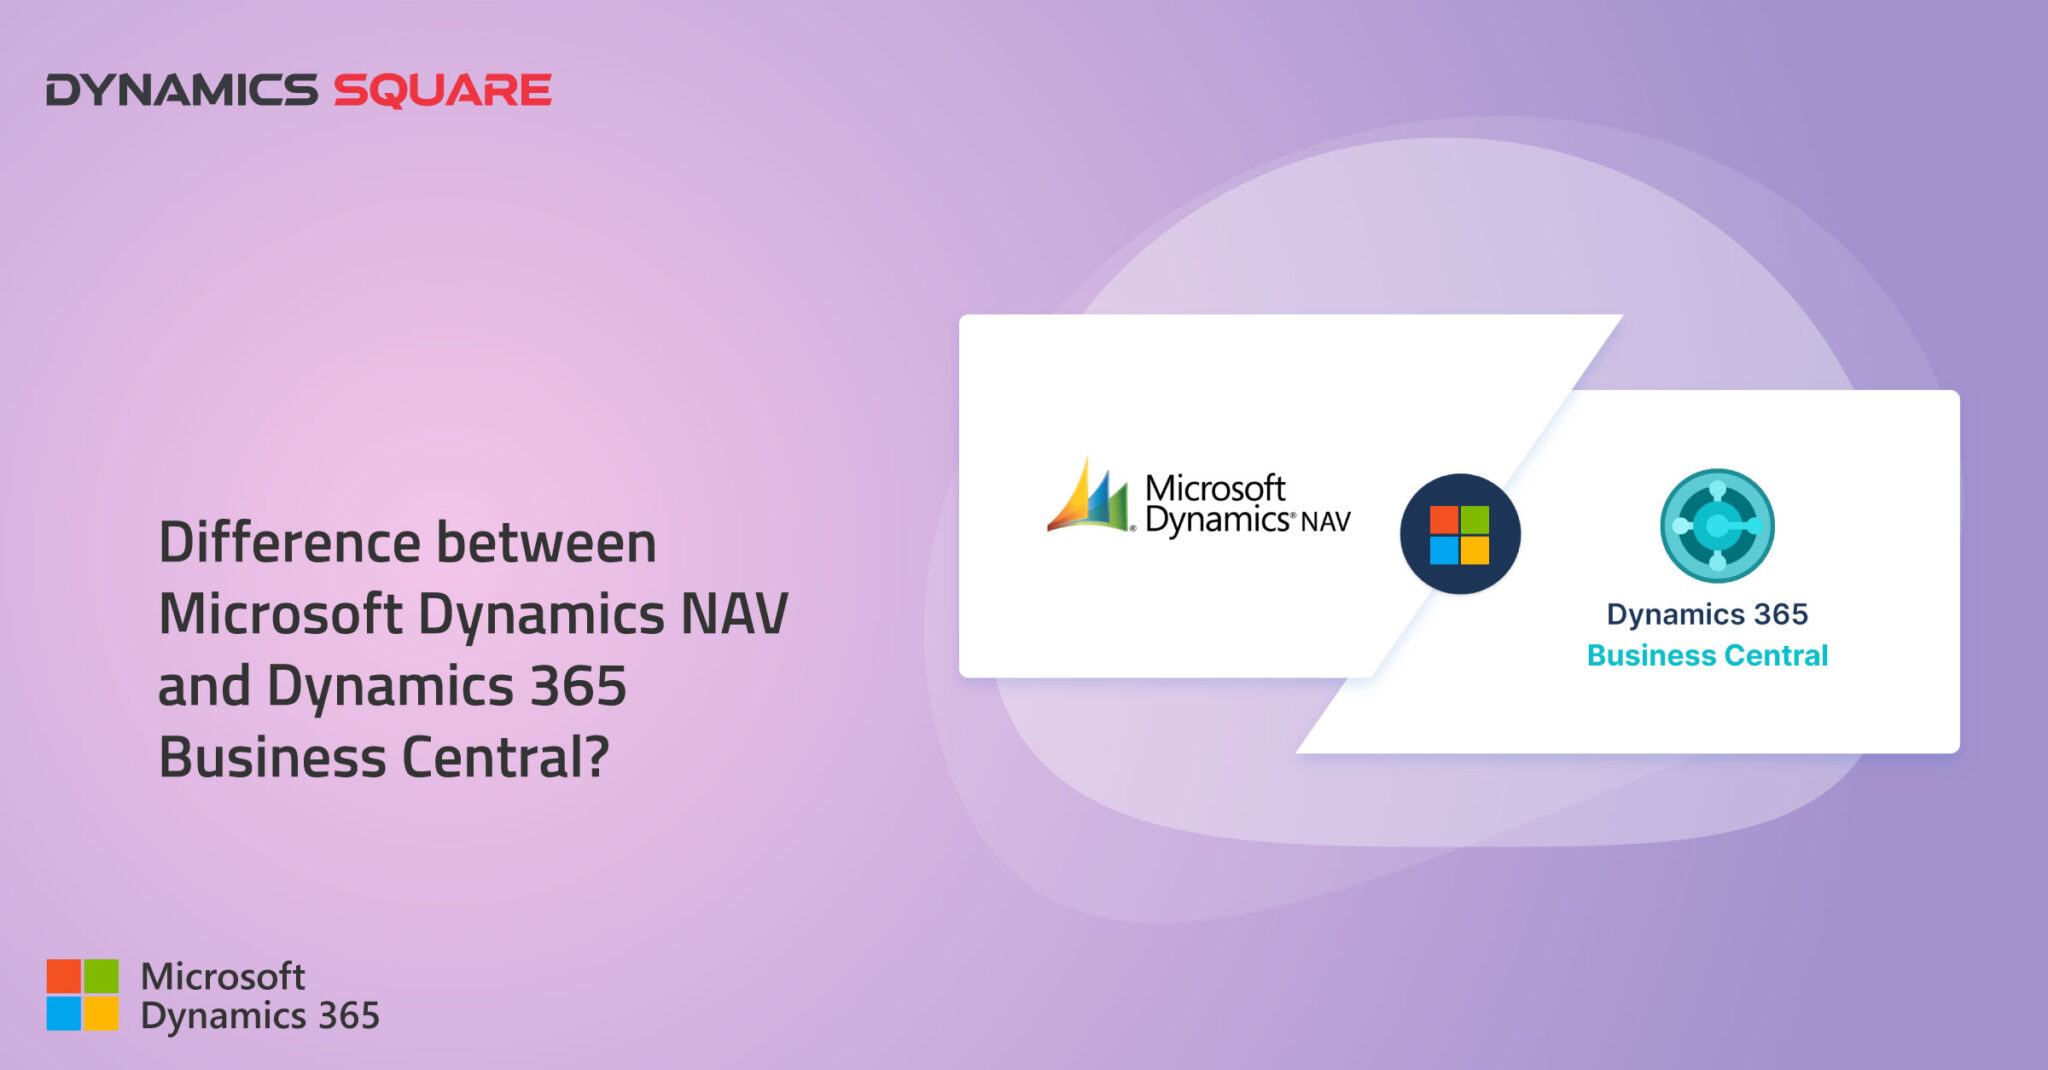 DYNAMICS SQUARE
Difference between
Microsoft Dynamics NAV
and Dynamics 365
Business Central?
Microsoft
Dynamics® NAV
®
Dynamics 365
Business Central
Microsoft
Dynamics 365